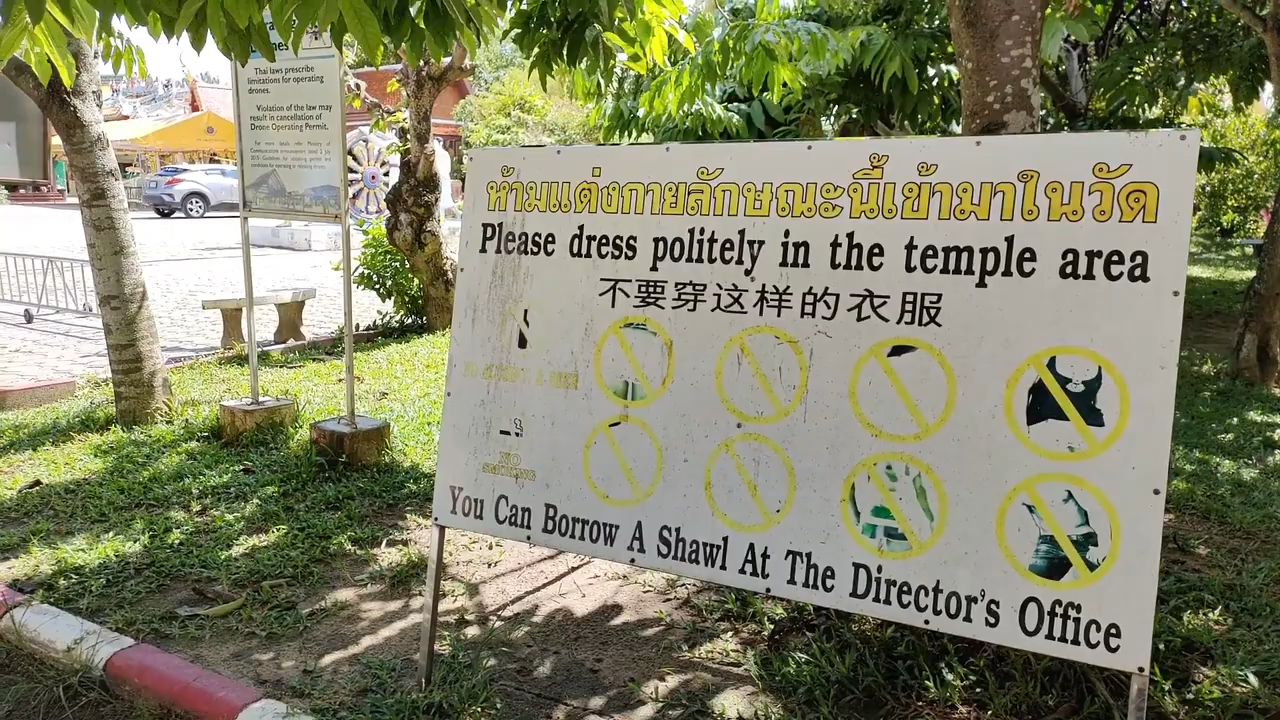 Thai laws prescribe
limitations for operating
drones.
Violation of the law may
result in cancellation of
Drone Operating Permit.
ห้ามแต่งกายลักษณะนี้เข้ามาในวัด
Please dress politely in the temple area
不要穿这样的衣服
NO
SMOKING
You Can Borrow A Shawl At The Director's Office